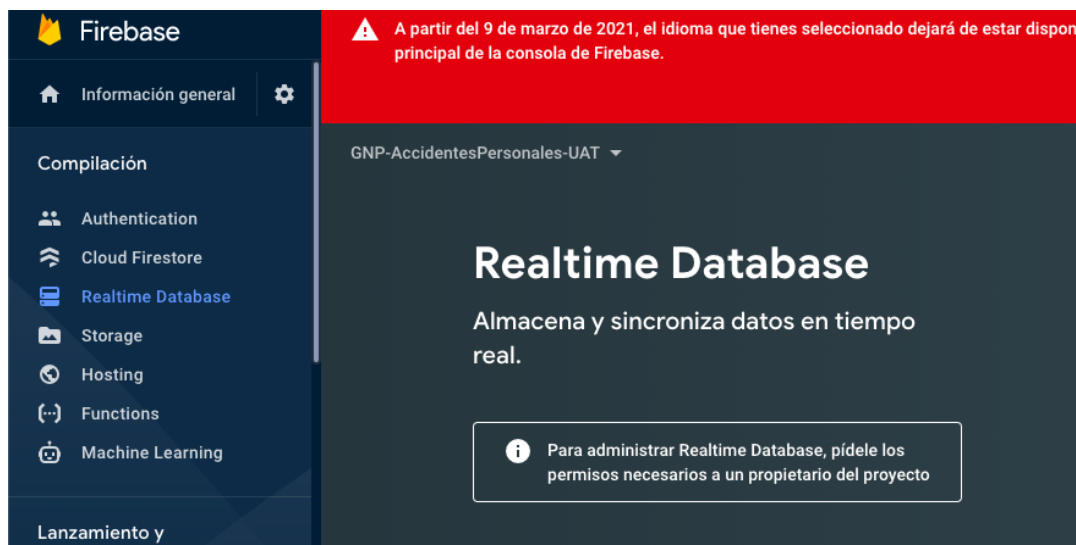 Firebase
Información general
Compilación
Authentication
Cloud Firestore
Realtime Database
Storage
Hosting
Functions
Machine Learning
Lanzamiento y
A partir del 9 de marzo de 2021, el idioma que tienes seleccionado dejará de estar
principal de la consola de Firebase.
GNP-AccidentesPersonales-UAT
Realtime Database
Almacena y sincroniza datos en tiempo
real.
Para administrar Realtime Database, pídele los
permisos necesarios a un propietario del proyecto